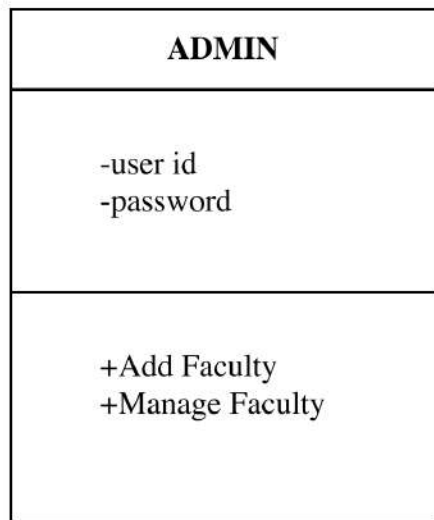 ADMIN
-user id
-password
+Add Faculty
+Manage Faculty